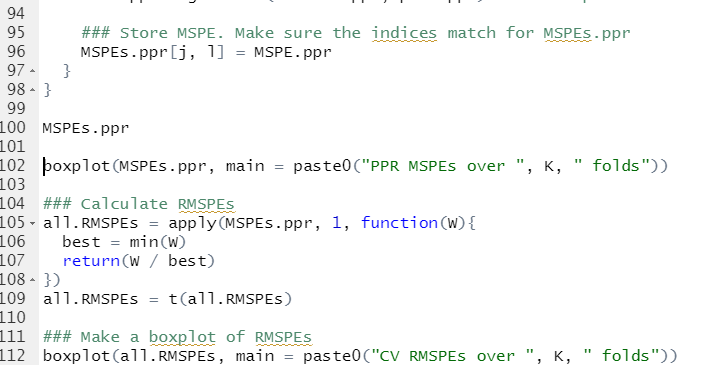 94
95 ### Store MSPE. Make sure the indices match for MSPEs.ppr
96 MSPEs.ppr[j, l] = MSPE.ppr
97 }
98 }
99
100 MSPEs.ppr
101
102 boxplot(MSPEs.ppr, main = paste0("PPR MSPEs over ", K, " folds"))
103
104 ### Calculate RMSPEs
105 all.RMSPEs = apply(MSPEs.ppr, 1, function(W){
106 best = min(W)
107 return(W / best)
108 })
109 all.RMSPEs = t(all.RMSPEs)
110
111 ### Make a boxplot of RMSPEs
112 boxplot(all.RMSPEs, main = paste0("CV RMSPEs over ", K, " folds"))